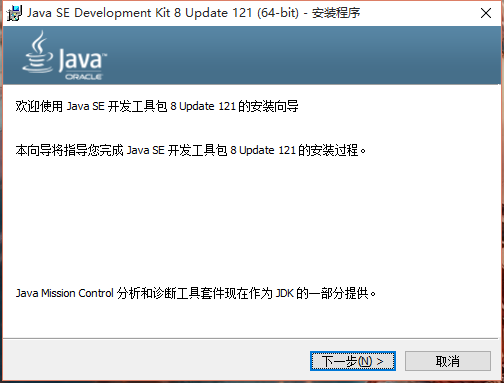 Java SE Development Kit 8 Update 121 (64-bit) - 安装程序
Java™
ORACLE
欢迎使用 Java SE 开发工具包 8 Update 121 的安装向导
本向导将指导您完成 Java SE 开发工具包 8 Update 121 的安装过程。
Java Mission Control 分析和诊断工具套件现在作为 JDK 的一部分提供。
下一步(N) >
取消